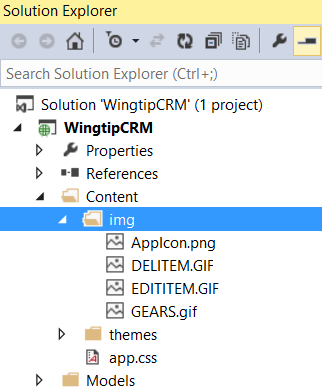 Solution Explorer
Search Solution Explorer (Ctrl+;)
Solution 'WingtipCRM' (1 project)
WingtipCRM
Properties
References
Content
img
AppIcon.png
DELITEM.GIF
EDITITEM.GIF
GEARS.gif
themes
app.css
Models